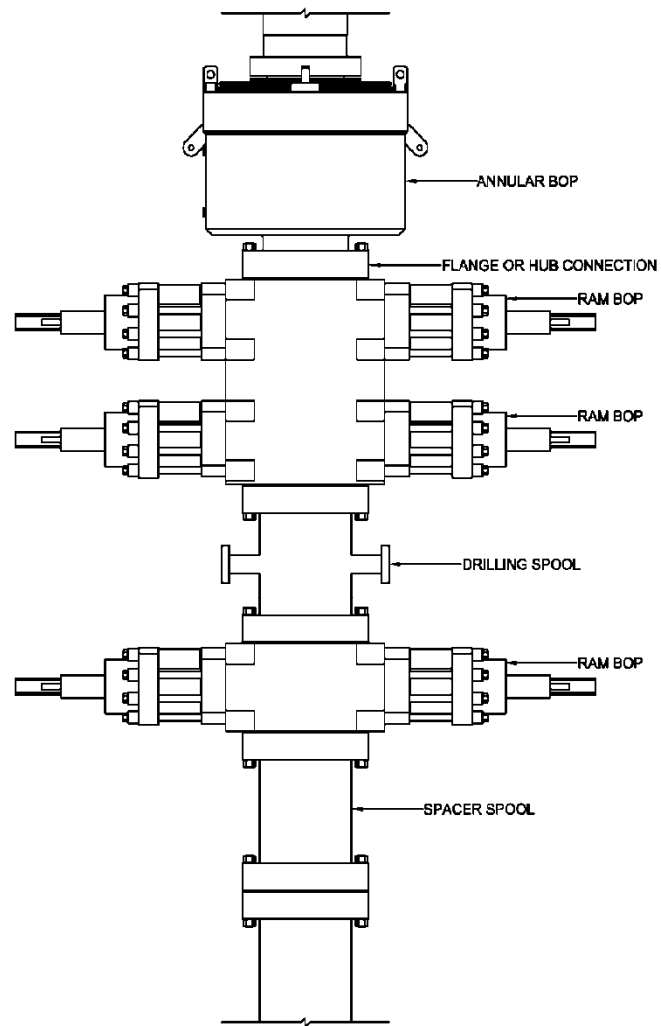 ANNULAR BOP
FLANGE OR HUB CONNECTION
RAM BOP
RAM BOP
DRILLING SPOOL
RAM BOP
SPACER SPOOL